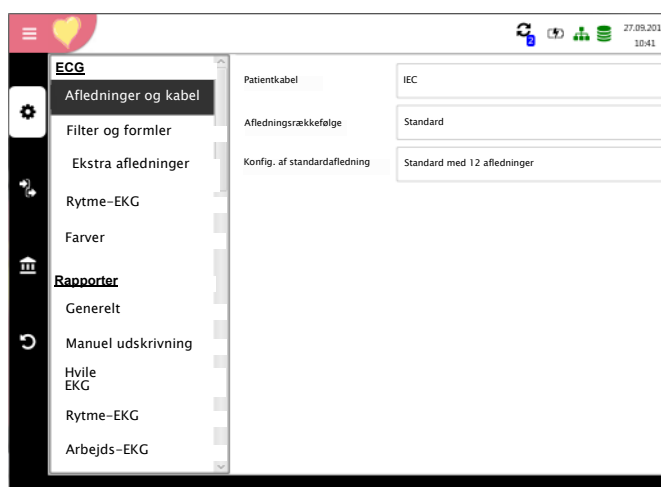 2
27.09.201
10:41
ECG
Afledninger og kabel
Filter og formler
Ekstra afledninger
Rytme-EKG
Farver
Rapporter
Generelt
Manuel udskrivning
Hvile
EKG
Rytme-EKG
Arbejds-EKG
Patientkabel
IEC
Afledningsrækkefølge
Standard
Konfig. af standardafledning
Standard med 12 afledninger